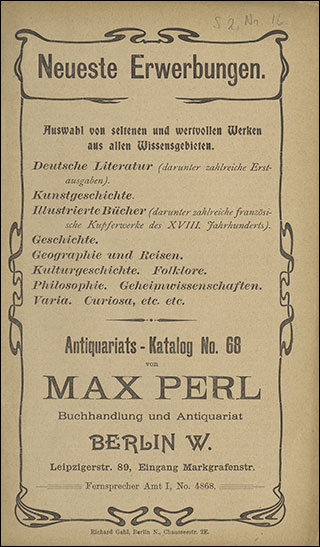 § 2, No. 16
Neueste Erwerbungen.
Auswahl von seltenen und wertvollen Werken
aus allen Wissensgebieten.
Deutsche Literatur (darunter zahlreiche Erst-
ausgaben).
Kunstgeschichte.
Illustrierte Bücher (darunter zahlreiche französi-
sche Kupferwerke des XVIII. Jahrhunderts).
Geschichte.
Geographie und Reisen.
Kulturgeschichte. Folklore.
Philosophie. Geheimwissenschaften.
Varia. Curiosa, etc. etc.
Antiquariats - Katalog No. 68
von
MAX PERL
Buchhandlung und Antiquariat
BERLIN W.
Leipzigerstr. 89, Eingang Markgrafenstr.
Fernsprecher Amt I, No. 4868.
Richard Gahl, Berlin N., Chausseestr.